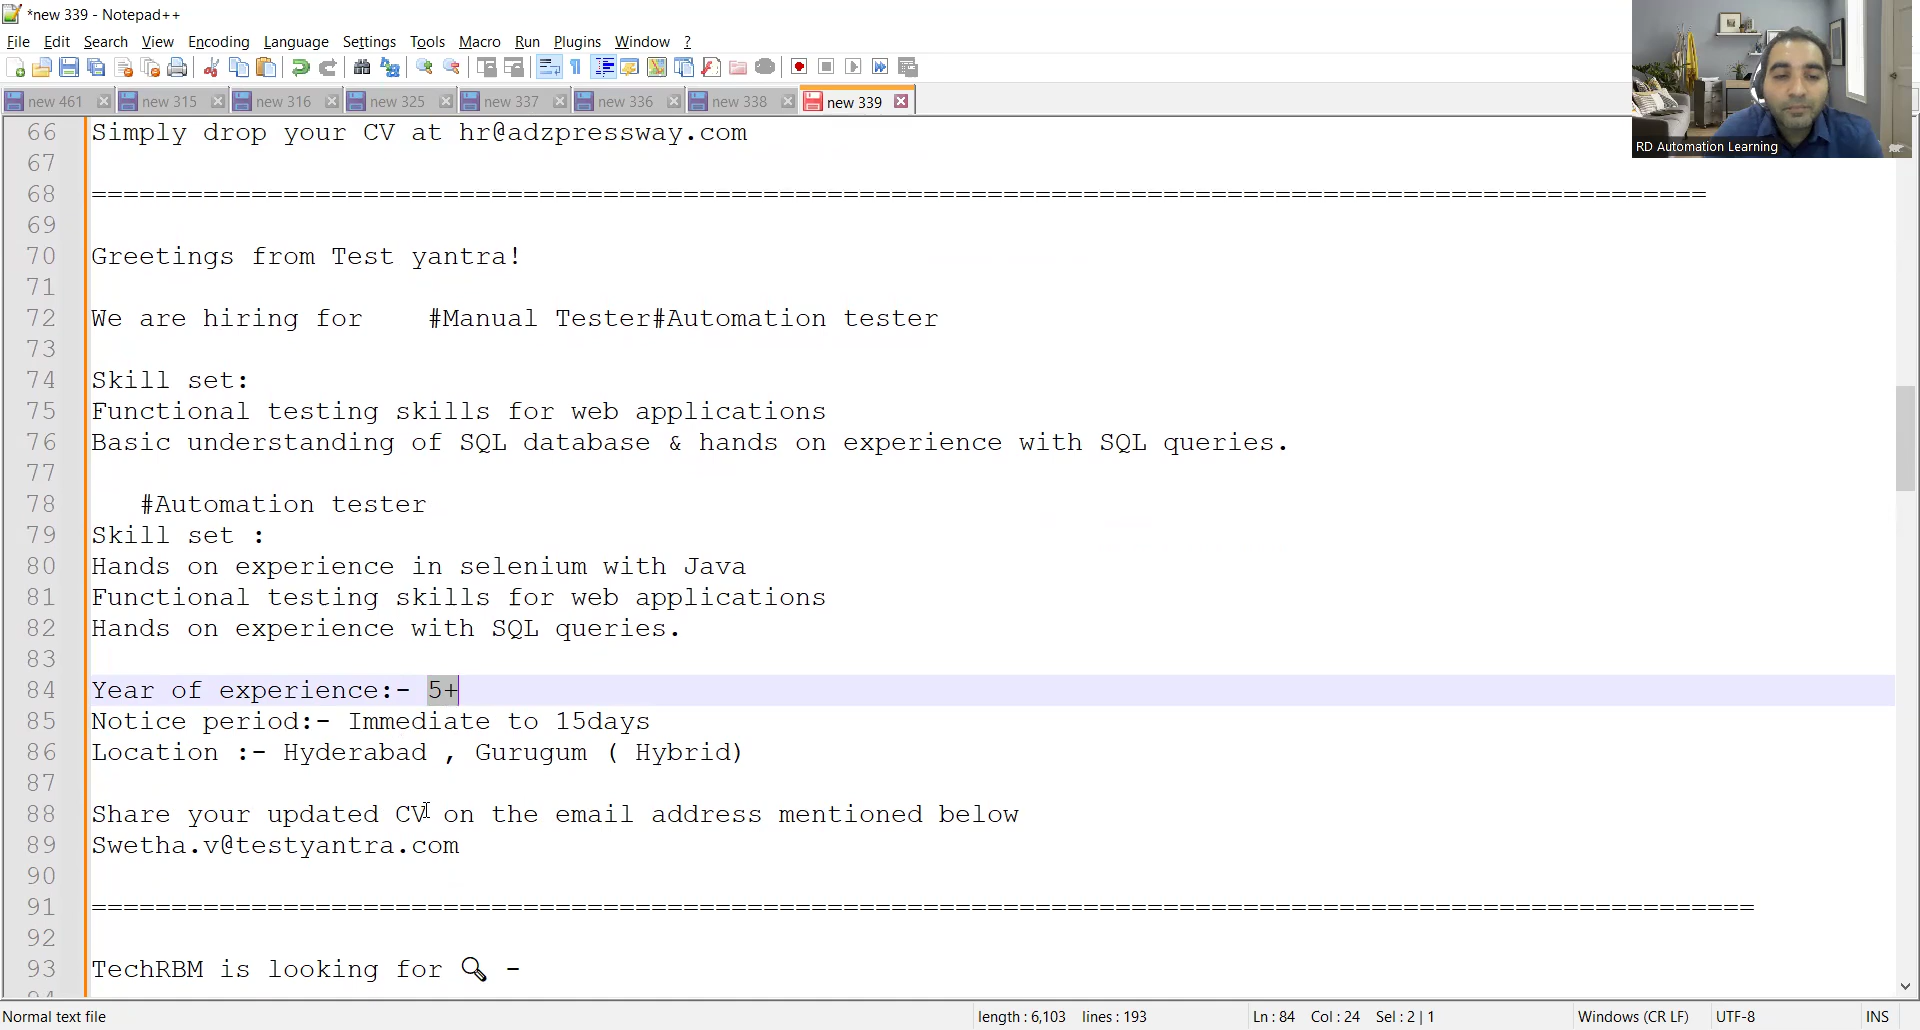 *new 339 - Notepad++
File Edit Search View Encoding Language Settings Tools Macro Run Plugins Window ?
new 461 new 315 new 316 new 325 new 337 new 336 new 338 new 339
RD Automation Learning
66 Simply drop your CV at hr@adzpressway.com
67
68 =====================================================================================================
69
70 Greetings from Test yantra!
71
72 We are hiring for    #Manual Tester#Automation tester
73
74 Skill set:
75 Functional testing skills for web applications
76 Basic understanding of SQL database & hands on experience with SQL queries.
77
78    #Automation tester
79 Skill set :
80 Hands on experience in selenium with Java
81 Functional testing skills for web applications
82 Hands on experience with SQL queries.
83
84 Year of experience:- 5+
85 Notice period:- Immediate to 15days
86 Location :- Hyderabad , Gurugum ( Hybrid)
87
88 Share your updated CV on the email address mentioned below
89 Swetha.v@testyantra.com
90
91 ========================================================================================================
92
93 TechRBM is looking for 🔍 -
94
Normal text file length : 6,103 lines : 193 Ln : 84 Col : 24 Sel : 2 | 1 Windows (CR LF) UTF-8 INS